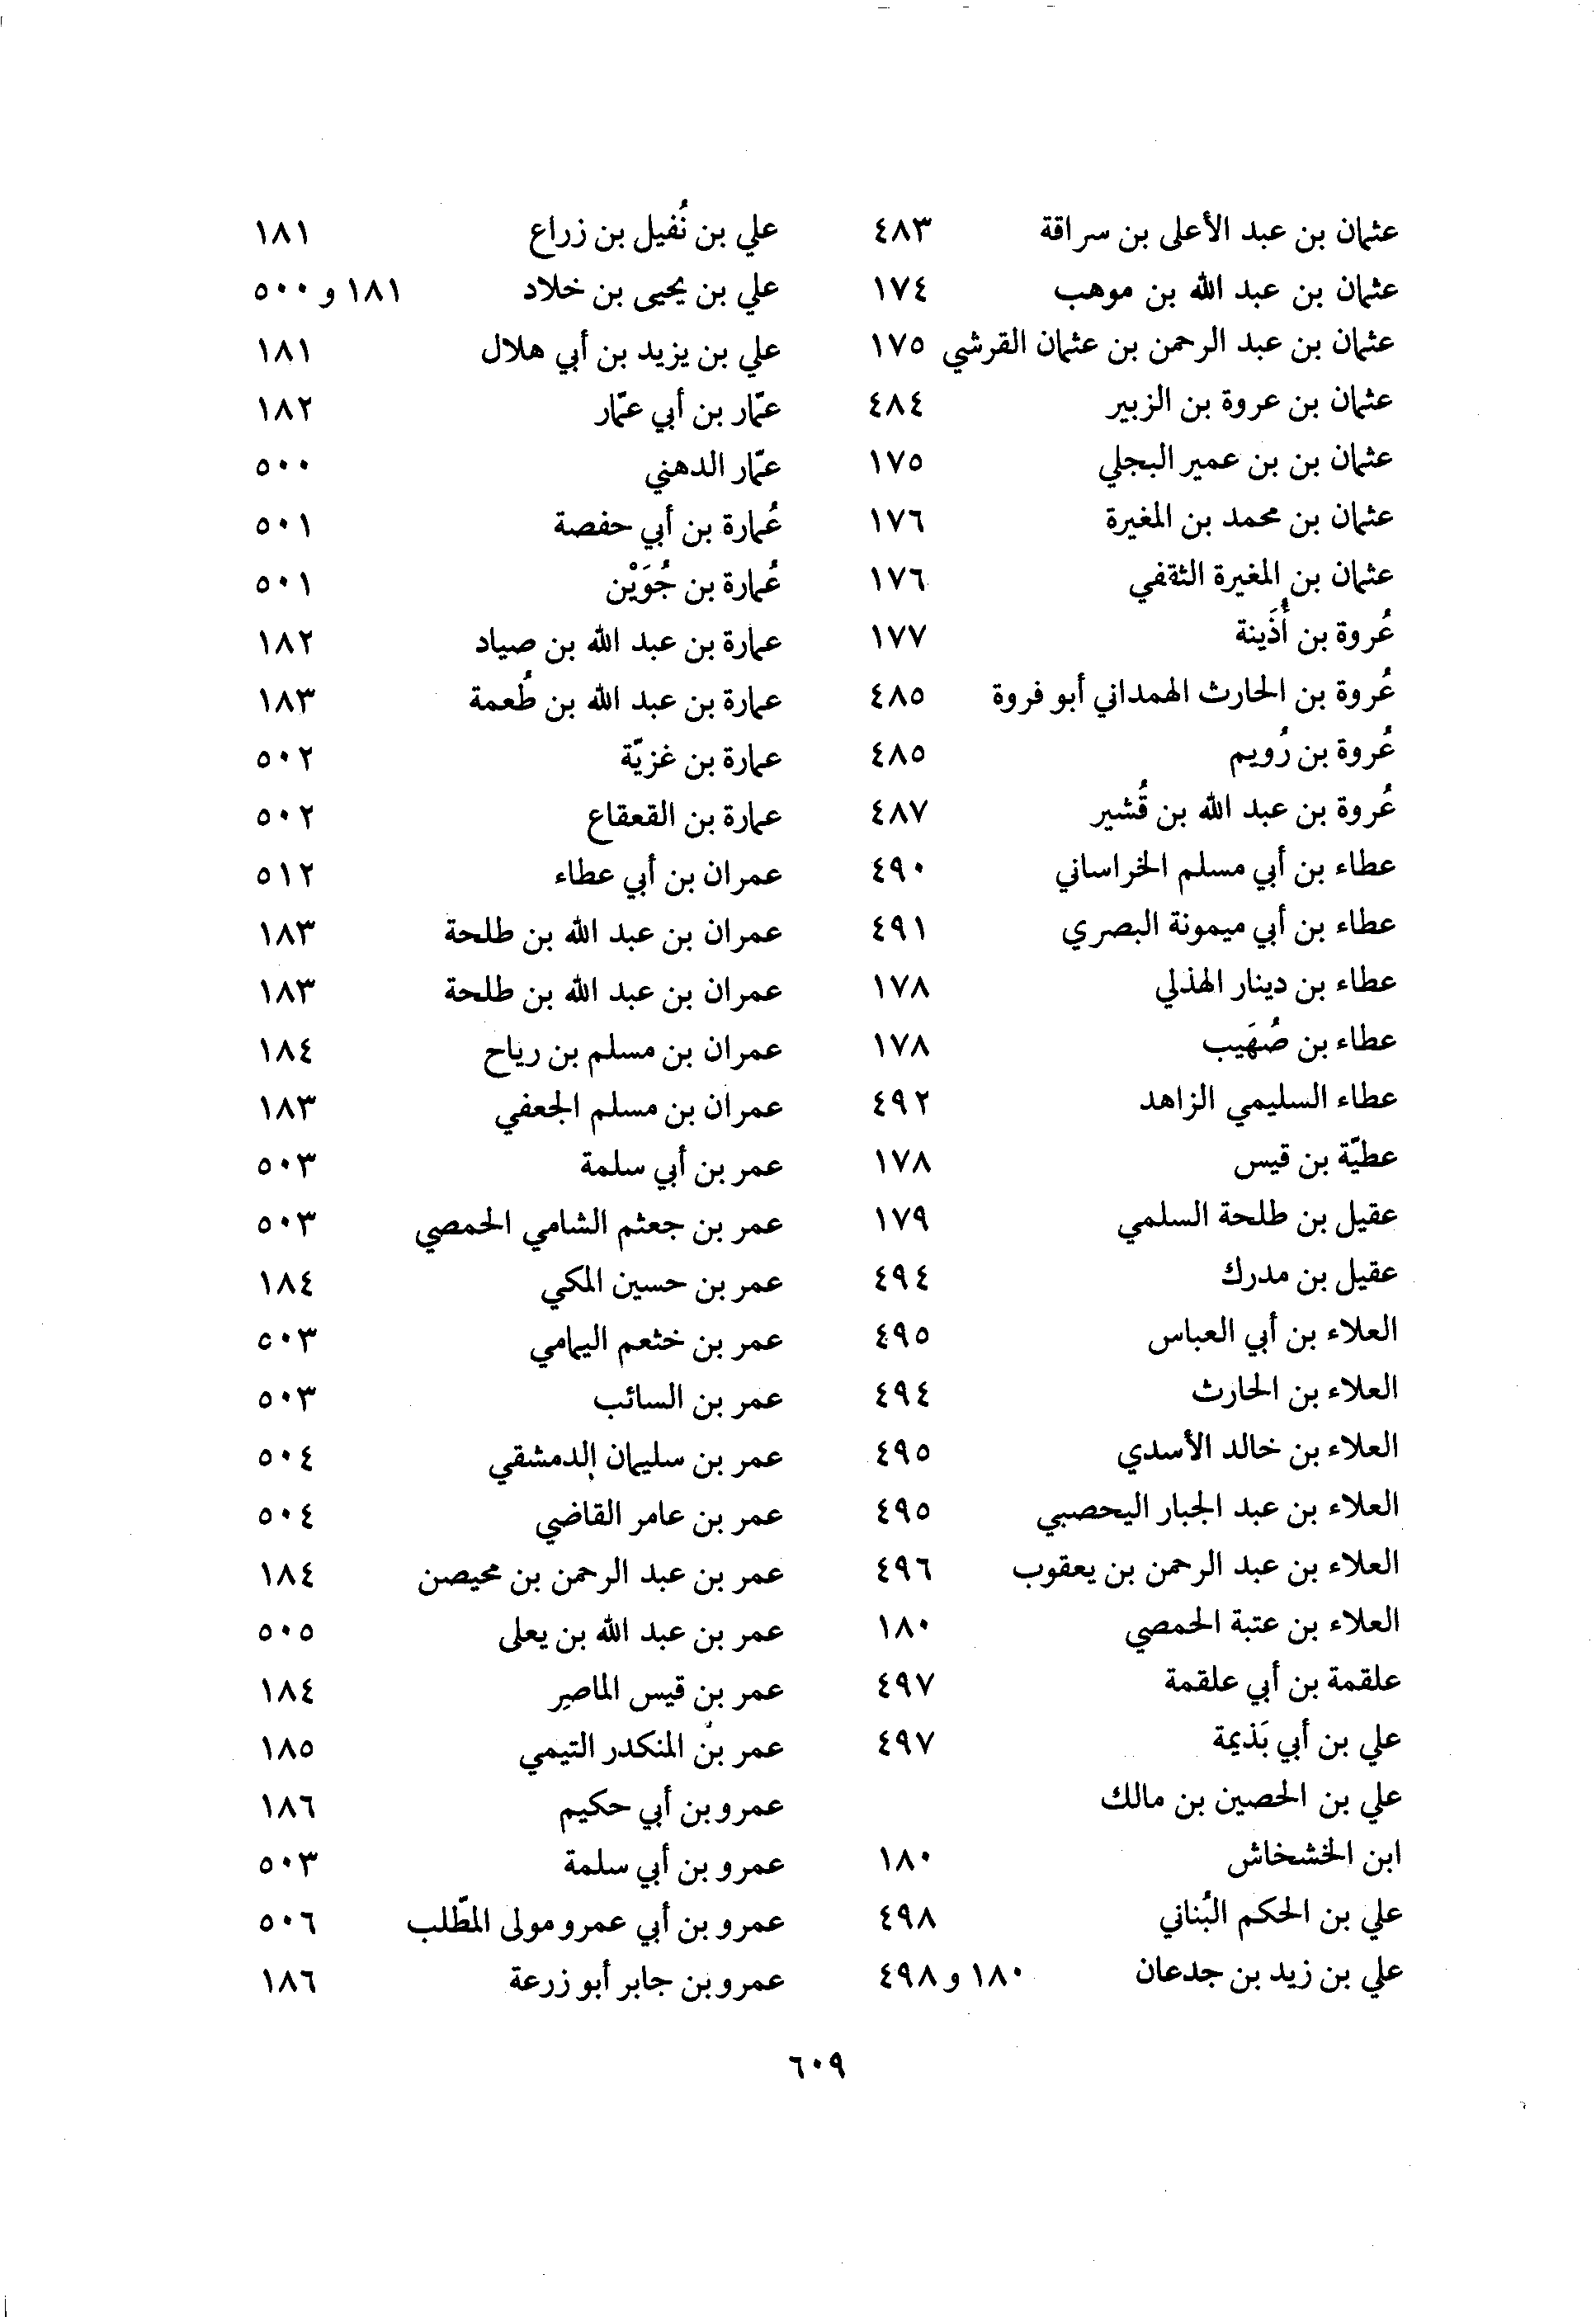 عثمان بن عبد الأعلى بن سراقة ٤٨٣
عثمان بن عبد الله بن موهب ١٧٤
عثمان بن عبد الرحمن بن عثمان القرشي ١٧٥
عثمان بن عروة بن الزبير ٤٨٤
عثمان بن بن عمير البجلي ١٧٥
عثمان بن محمد بن المغيرة ١٧٦
عثمان بن المغيرة الثقفي ١٧٦
عُروة بن أُذَينة ١٧٧
عُروة بن الحارث الهمداني أبو فروة ٤٨٥
عُروة بن رُويم ٤٨٥
عُروة بن عبد الله بن قُشير ٤٨٧
عطاء بن أبي مسلم الخراساني ٤٩٠
عطاء بن أبي ميمونة البصري ٤٩١
عطاء بن دينار الهذلي ١٧٨
عطاء بن صُهَيب ١٧٨
عطاء السليمي الزاهد ٤٩٢
عطيّة بن قيس ١٧٨
عقيل بن طلحة السلمي ١٧٩
عقيل بن مدرك ٤٩٤
العلاء بن أبي العباس ٤٩٥
العلاء بن الحارث ٤٩٤
العلاء بن خالد الأسدي ٤٩٥
العلاء بن عبد الجبار اليحصبي ٤٩٥
العلاء بن عبد الرحمن بن يعقوب ٤٩٦
العلاء بن عتبة الحمصي ١٨٠
علقمة بن أبي علقمة ٤٩٧
علي بن أبي بَذيمة ٤٩٧
علي بن الحصين بن مالك
ابن الخشخاش ١٨٠
علي بن الحكم البُناني ٤٩٨
علي بن زيد بن جدعان ١٨٠ و ٤٩٨
علي بن نُفيل بن زراع ١٨١
علي بن يحيى بن خلاد ١٨١ و ٥٠٠
علي بن يزيد بن أبي هلال ١٨١
عمّار بن أبي عمّار ١٨٢
عمّار الدهني ٥٠٠
عُمارة بن أبي حفصة ٥٠١
عُمارة بن جُوَيْن ٥٠١
عمارة بن عبد الله بن صياد ١٨٢
عمارة بن عبد الله بن طُعمة ١٨٣
عمارة بن غزيّة ٥٠٢
عمارة بن القعقاع ٥٠٢
عمران بن أبي عطاء ٥١٢
عمران بن عبد الله بن طلحة ١٨٣
عمران بن عبد الله بن طلحة ١٨٣
عمران بن مسلم بن رياح ١٨٤
عمران بن مسلم الجعفي ١٨٣
عمر بن أبي سلمة ٥٠٣
عمر بن جعثم الشامي الحمصي ٥٠٣
عمر بن حسين المكي ١٨٤
عمر بن خثعم اليمامي ٥٠٣
عمر بن السائب ٥٠٣
عمر بن سليمان الدمشقي ٥٠٤
عمر بن عامر القاضي ٥٠٤
عمر بن عبد الرحمن بن محيصن ١٨٤
عمر بن عبد الله بن يعلى ٥٠٥
عمر بن قيس الماصير ١٨٤
عمر بن المنكدر التيمي ١٨٥
عمرو بن أبي حكيم ١٨٦
عمرو بن أبي سلمة ٥٠٣
عمرو بن أبي عمرو مولى المطّلب ٥٠٦
عمرو بن جابر أبو زرعة ١٨٦
٦٠٩